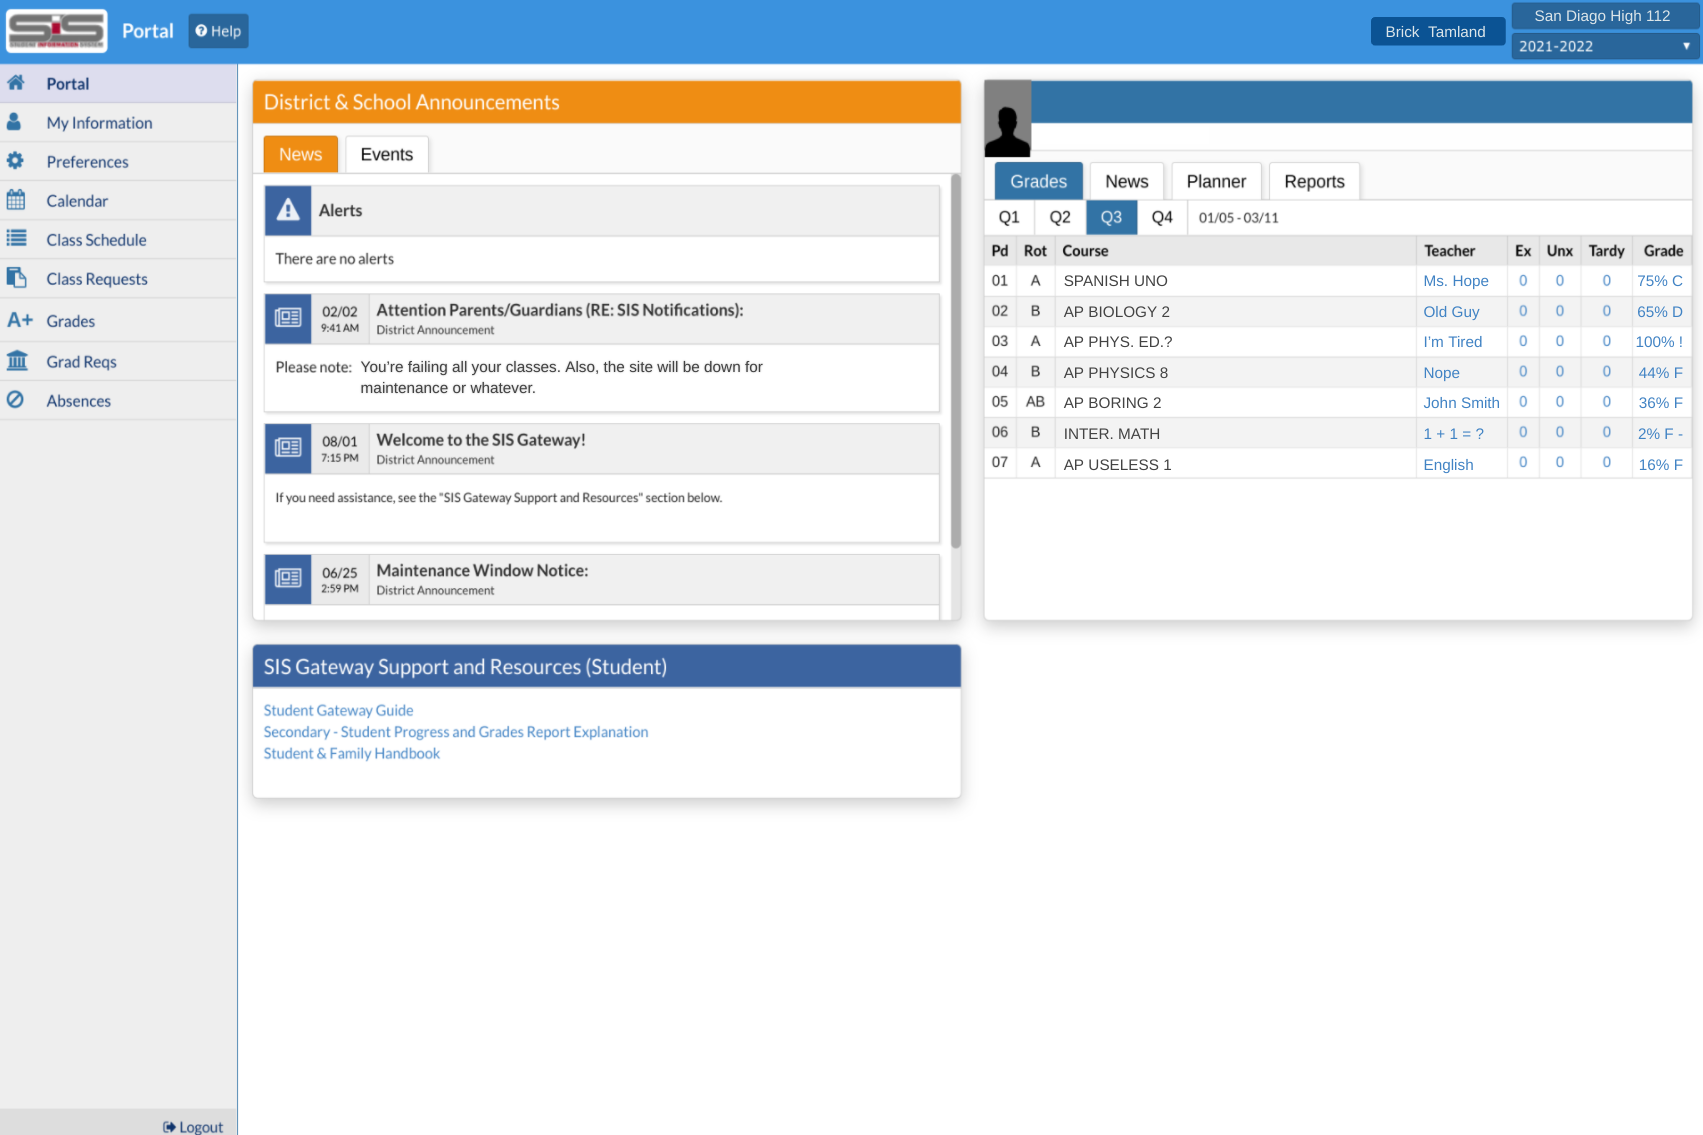 SiS
STUDENT INFORMATION SYSTEM
Portal
Help
Brick Tamland
San Diago High 112
2021-2022
Portal
My Information
Preferences
Calendar
Class Schedule
Class Requests
A+ Grades
Grad Reqs
Absences
Logout
District & School Announcements
News Events
Alerts
There are no alerts
02/02
9:41 AM
Attention Parents/Guardians (RE: SIS Notifications):
District Announcement
Please note: You're failing all your classes. Also, the site will be down for
maintenance or whatever.
08/01
7:15 PM
Welcome to the SIS Gateway!
District Announcement
If you need assistance, see the "SIS Gateway Support and Resources" section below.
06/25
2:59 PM
Maintenance Window Notice:
District Announcement
SIS Gateway Support and Resources (Student)
Student Gateway Guide
Secondary - Student Progress and Grades Report Explanation
Student & Family Handbook
Grades News Planner Reports
Q1 Q2 Q3 Q4 01/05 - 03/11
Pd Rot Course Teacher Ex Unx Tardy Grade
01 A SPANISH UNO Ms. Hope 0 0 0 75% C
02 B AP BIOLOGY 2 Old Guy 0 0 0 65% D
03 A AP PHYS. ED.? I'm Tired 0 0 0 100% !
04 B AP PHYSICS 8 Nope 0 0 0 44% F
05 AB AP BORING 2 John Smith 0 0 0 36% F
06 B INTER. MATH 1 + 1 = ? 0 0 0 2% F -
07 A AP USELESS 1 English 0 0 0 16% F